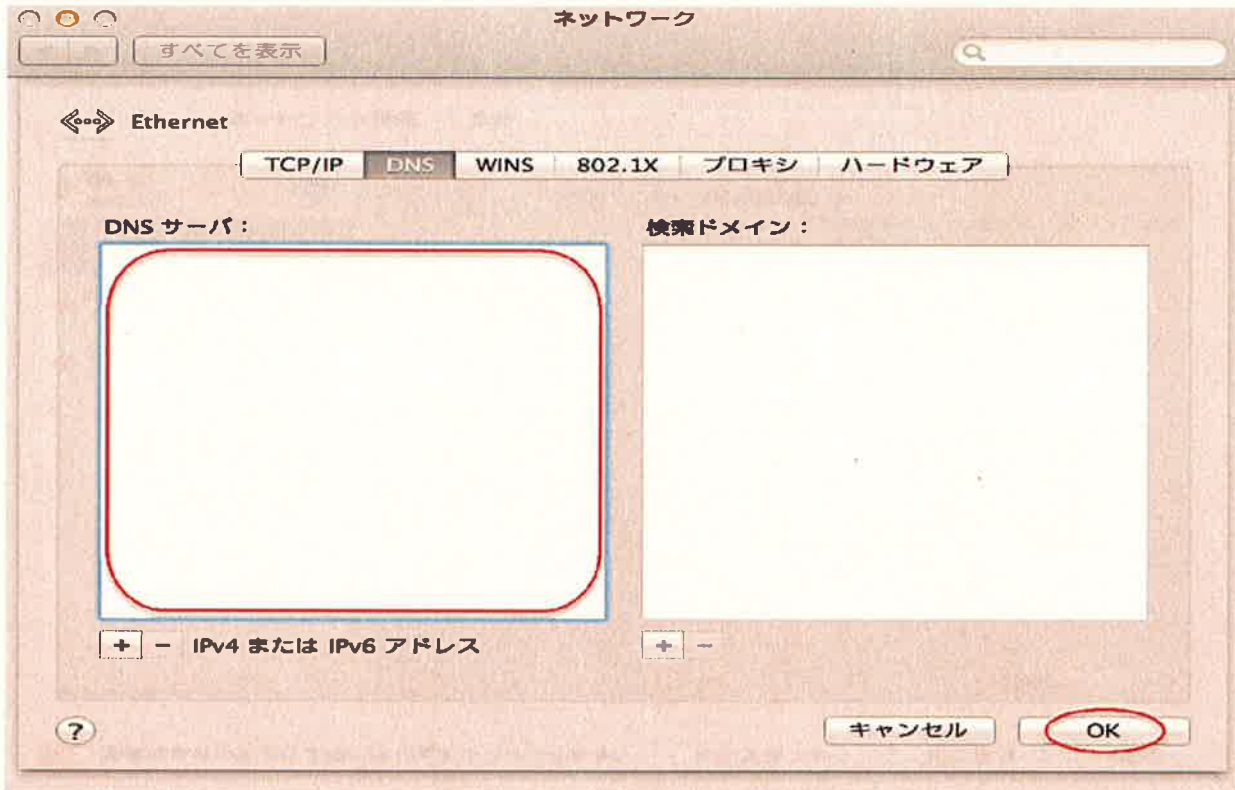 ネットワーク
すべてを表示
Ethernet
TCP/IP DNS WINS 802.1X プロキシ ハードウェア
DNS サーバ：
検索ドメイン：
+ − IPv4 または IPv6 アドレス
+ −
? キャンセル OK